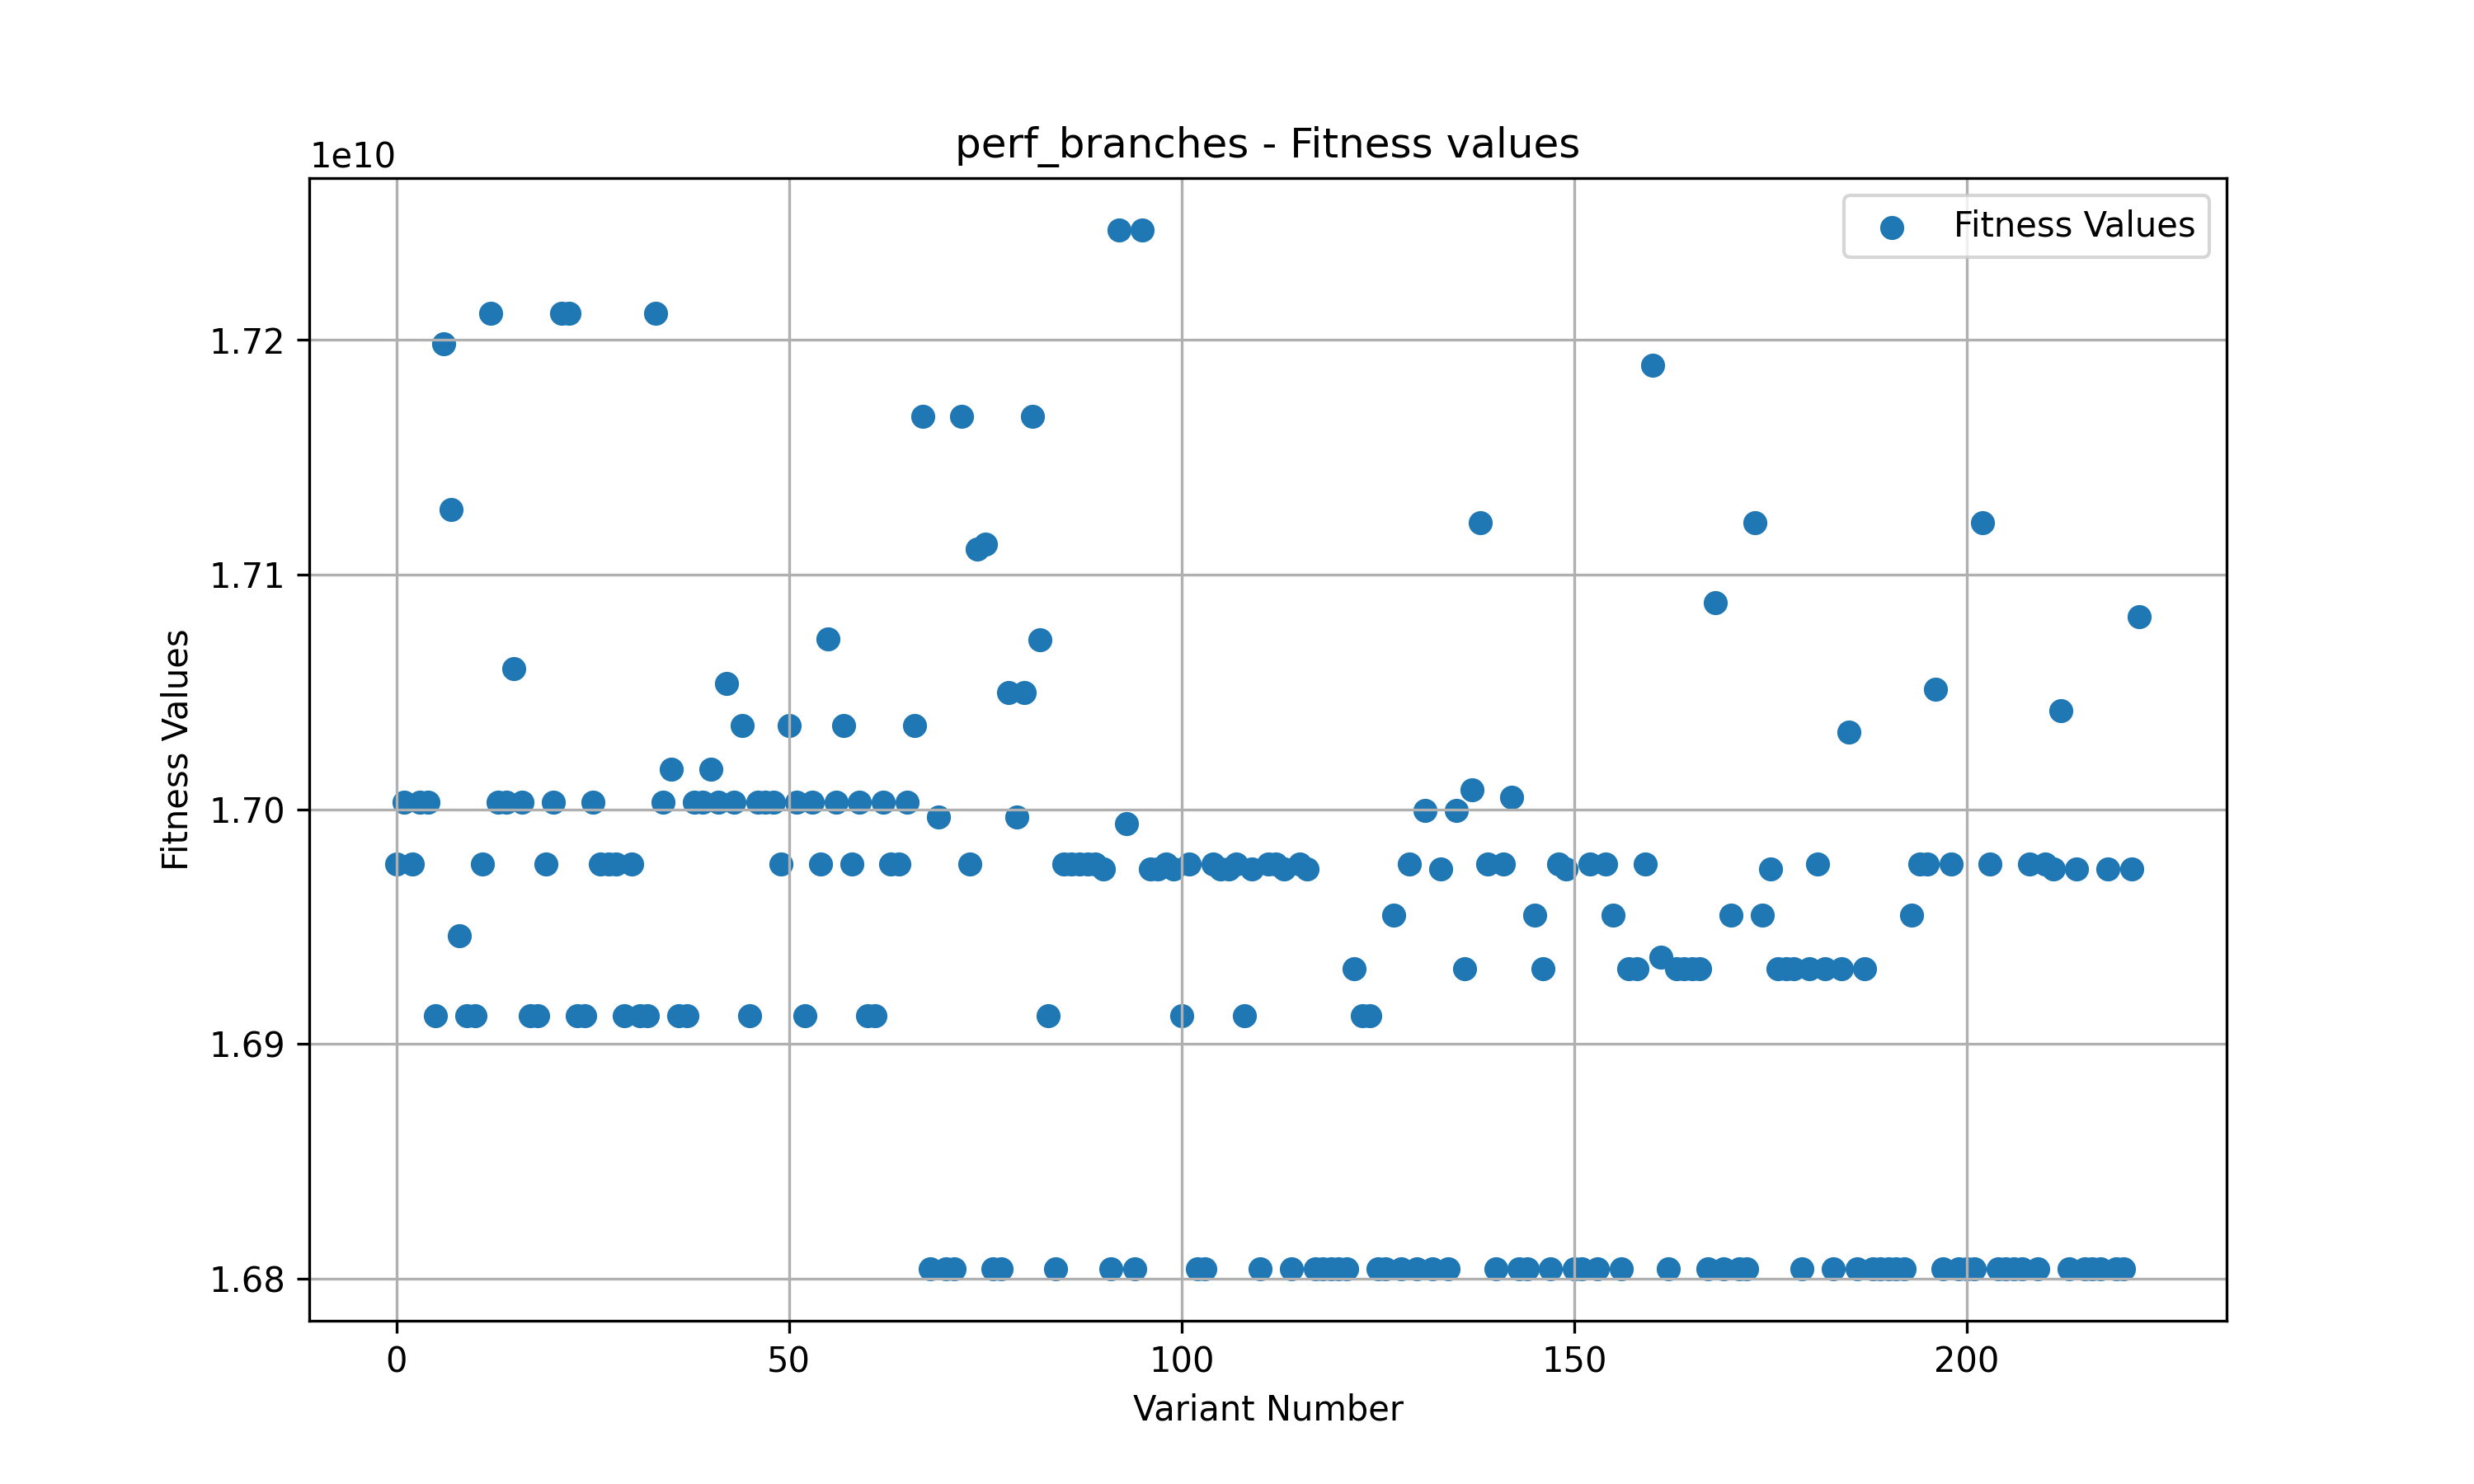 perf_branches - Fitness values
1e10
Fitness Values
1.72
1.71
1.70
1.69
1.68
Fitness Values
0 50 100 150 200
Variant Number